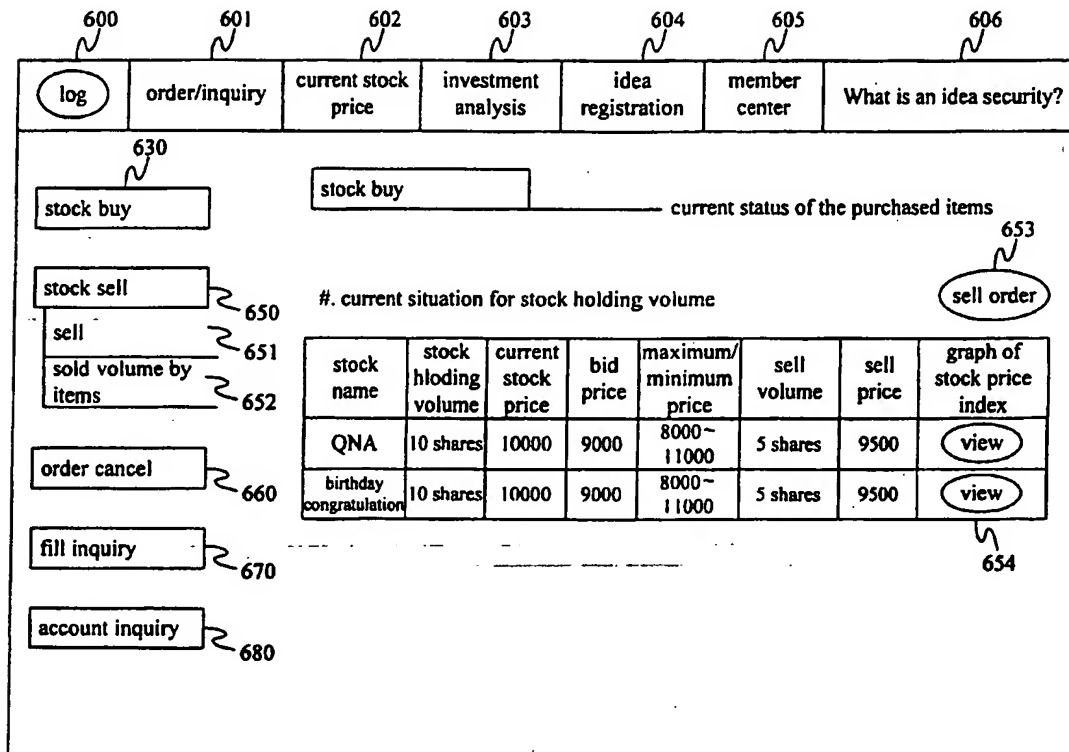 600 601 602 603 604 605 606
log order/inquiry current stock price investment analysis idea registration member center What is an idea security?
630
stock buy
stock buy
current status of the purchased items
653
stock sell
650
#. current situation for stock holding volume
sell order
sell
651
sold volume by items
652
stock name
stock hloding volume
current stock price
bid price
maximum/ minimum price
sell volume
sell price
graph of stock price index
QNA 10 shares 10000 9000 8000~ 11000 5 shares 9500 view
birthday congratulation 10 shares 10000 9000 8000~ 11000 5 shares 9500 view
654
order cancel
660
fill inquiry
670
account inquiry
680